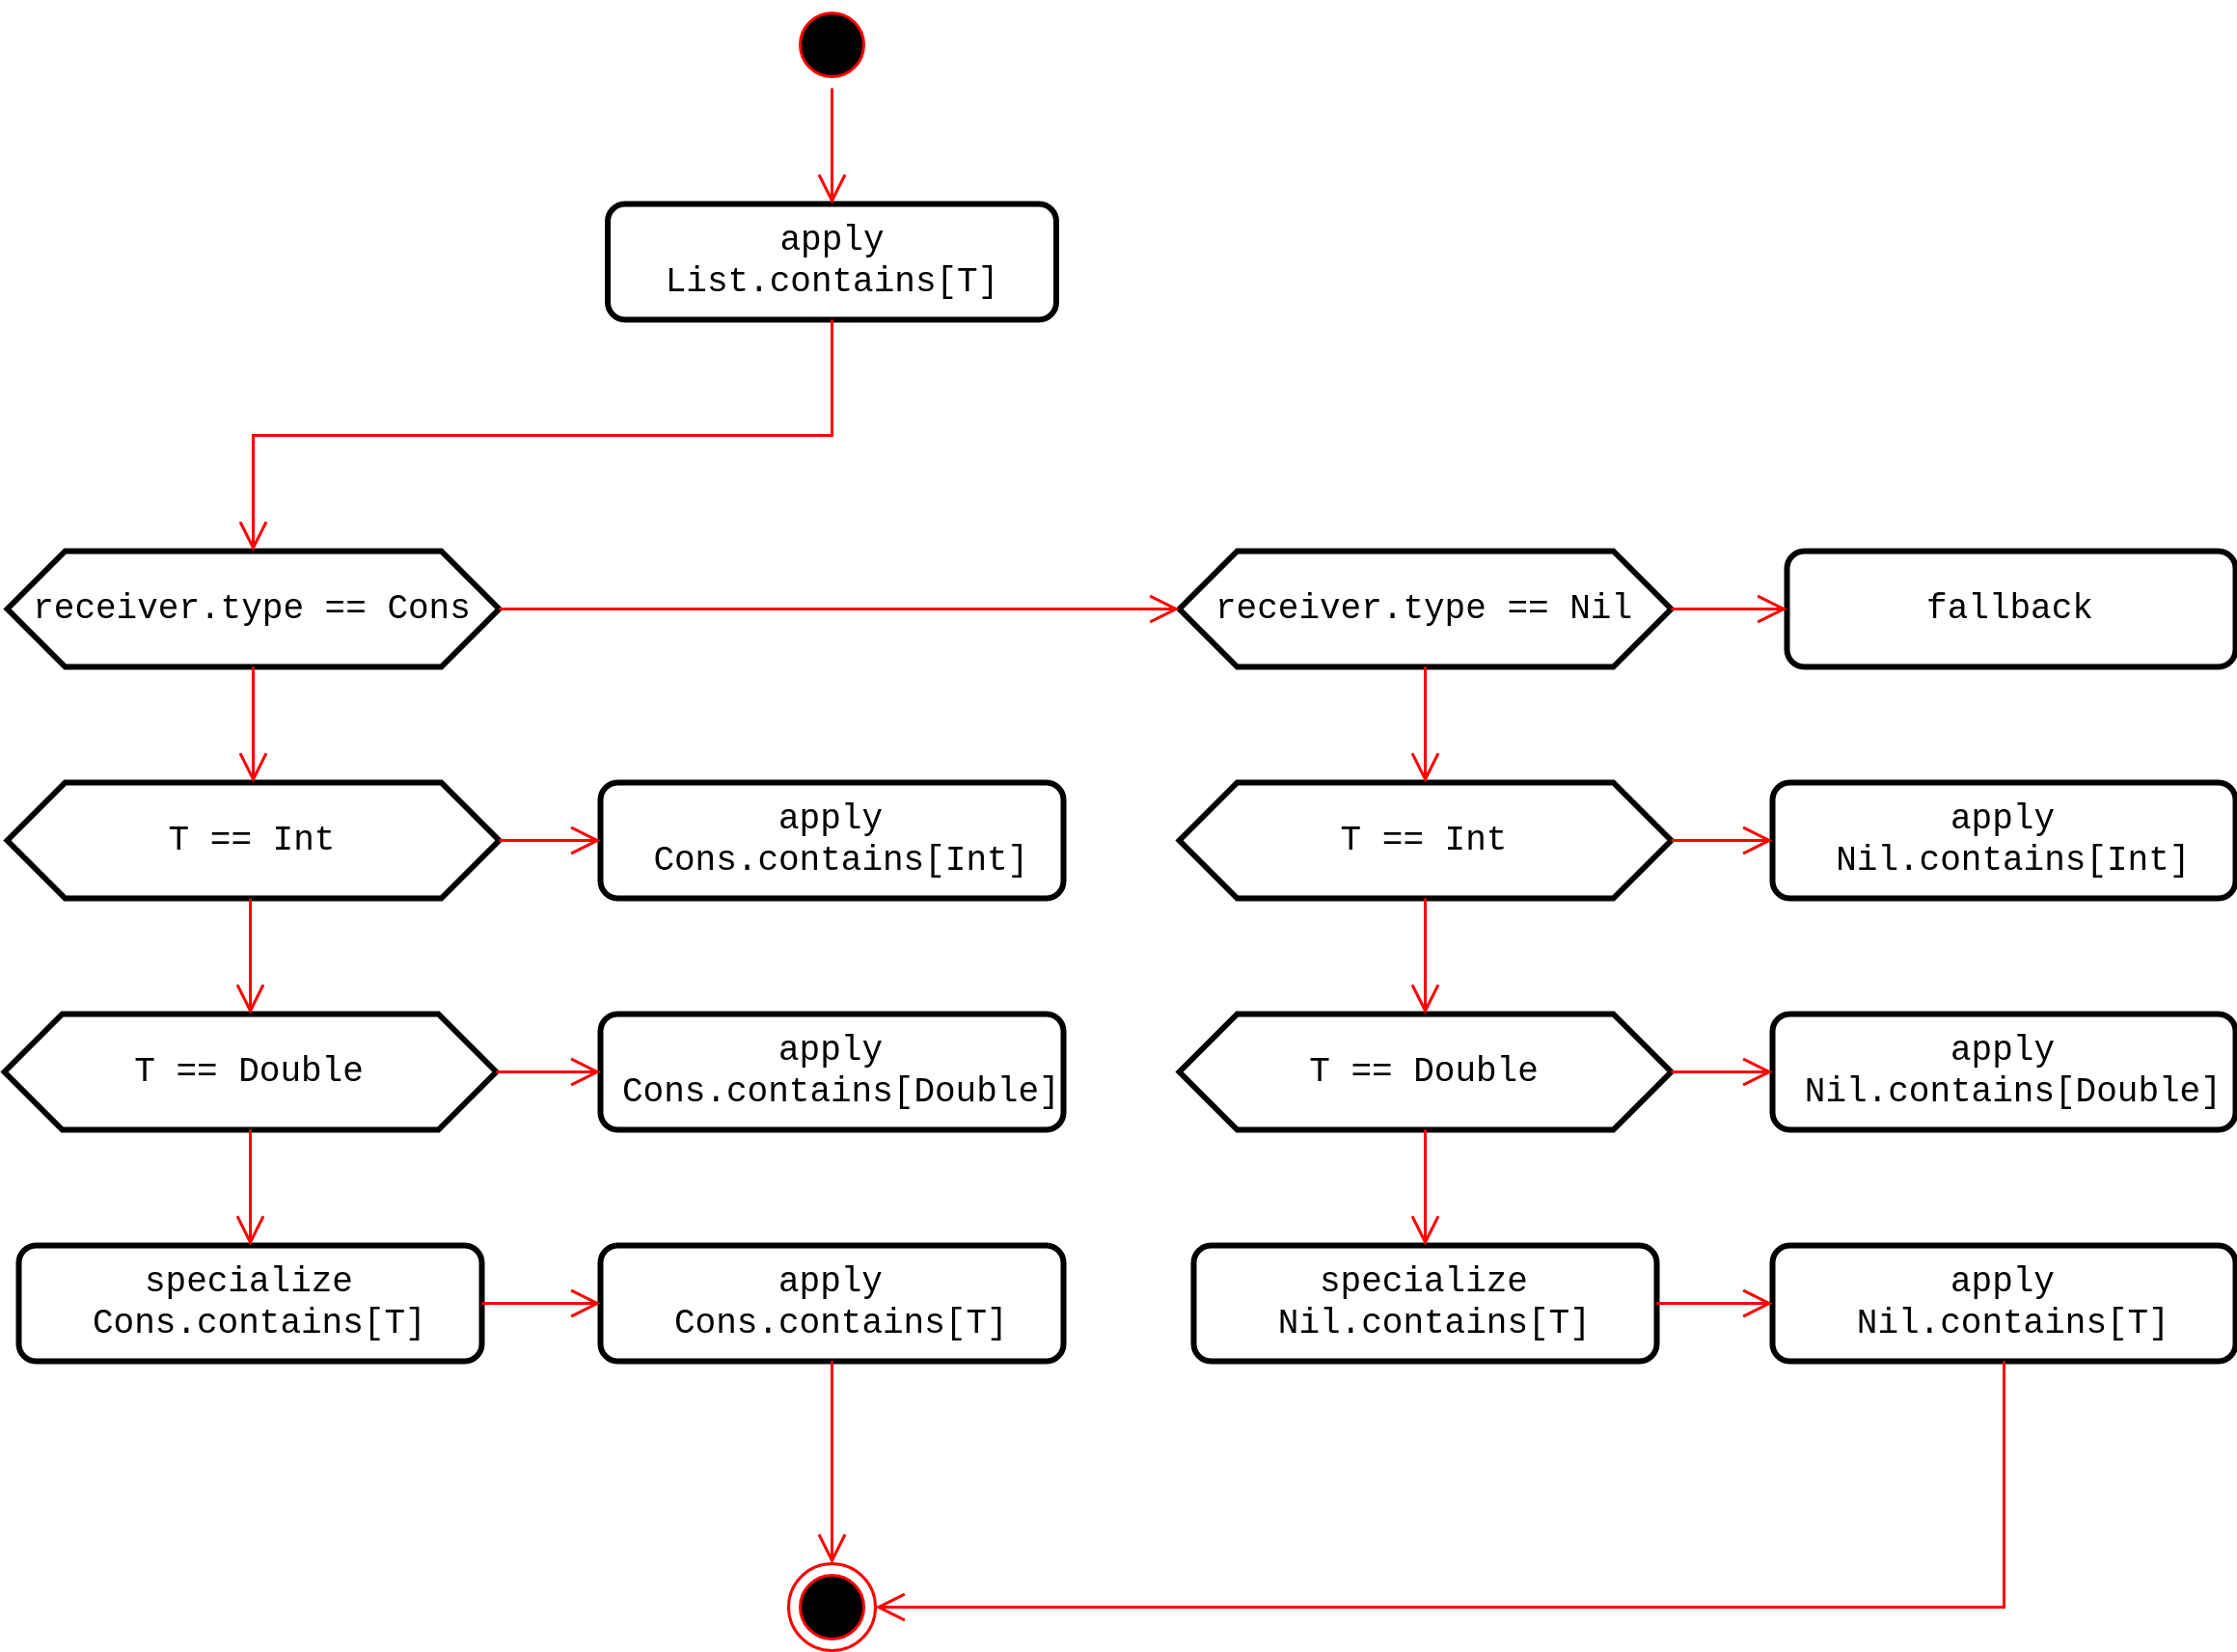 apply
List.contains[T]
receiver.type == Cons
receiver.type == Nil
fallback
T == Int
apply
Cons.contains[Int]
T == Int
apply
Nil.contains[Int]
T == Double
apply
Cons.contains[Double]
T == Double
apply
Nil.contains[Double]
specialize
Cons.contains[T]
apply
Cons.contains[T]
specialize
Nil.contains[T]
apply
Nil.contains[T]